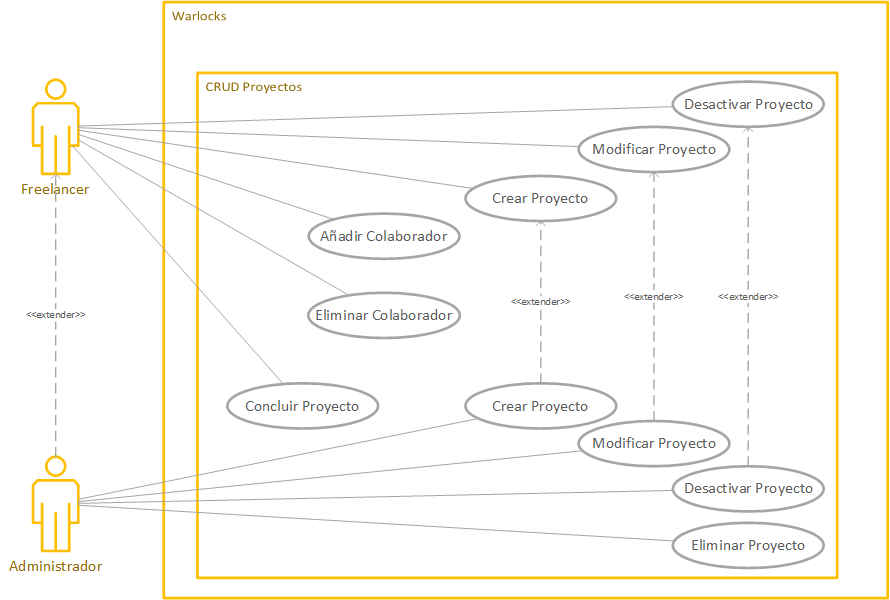 Warlocks
CRUD Proyectos
Desactivar Proyecto
Modificar Proyecto
Freelancer
Crear Proyecto
Añadir Colaborador
<<extender>>
<<extender>>
<<extender>>
<<extender>>
Eliminar Colaborador
Concluir Proyecto
Crear Proyecto
Modificar Proyecto
Desactivar Proyecto
Eliminar Proyecto
Administrador